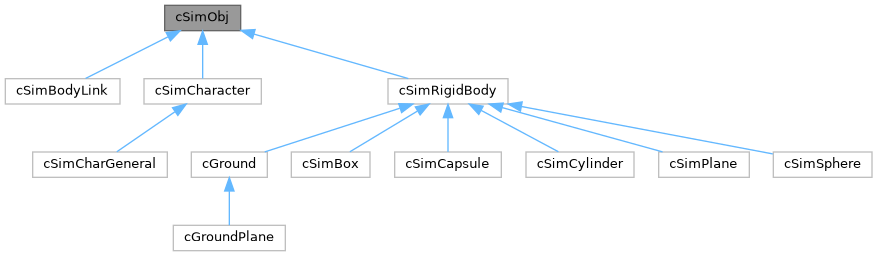 cSimObj
cSimBodyLink
cSimCharacter
cSimRigidBody
cSimCharGeneral
cGround
cSimBox
cSimCapsule
cSimCylinder
cSimPlane
cSimSphere
cGroundPlane